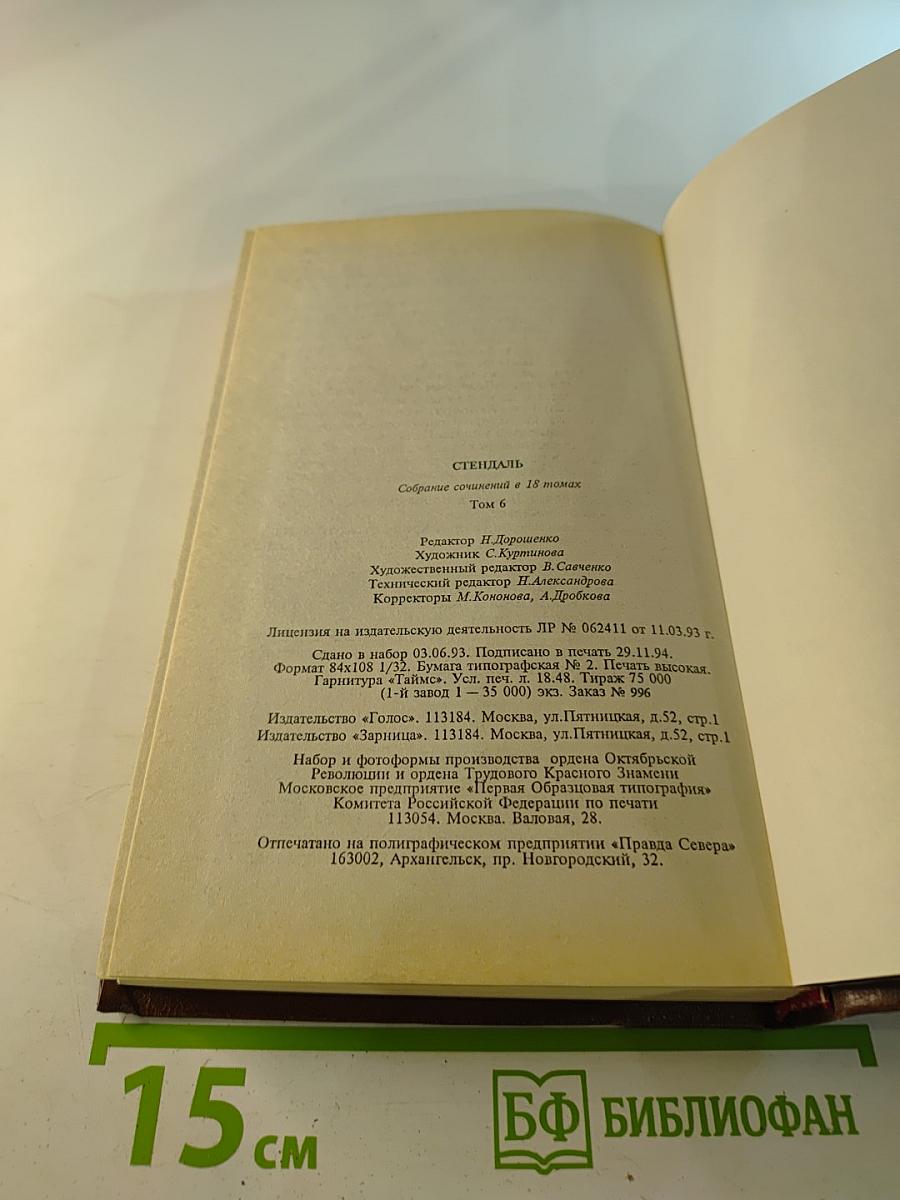 СТЕНДАЛЬ
Собрание сочинений в 18 томах
Том 6
Редактор Н.Дорошенко
Художник С.Куртинова
Художественный редактор В.Савченко
Технический редактор Н.Александрова
Корректоры М.Кононова, А.Дробкова
Лицензия на издательскую деятельность ЛР № 062411 от 11.03.93 г.
Сдано в набор 03.06.93. Подписано в печать 29.11.94.
Формат 84х108 1/32. Бумага типографская № 2. Печать высокая.
Гарнитура «Таймс». Усл. печ. л. 18.48. Тираж 75 000
(1-й завод 1 — 35 000) экз. Заказ № 996
Издательство «Голос». 113184. Москва, ул.Пятницкая, д.52, стр.1
Издательство «Зарница». 113184. Москва, ул.Пятницкая, д.52, стр.1
Набор и фотоформы производства ордена Октябрьской
Революции и ордена Трудового Красного Знамени
Московское предприятие «Первая Образцовая типография»
Комитета Российской Федерации по печати
113054. Москва. Валовая, 28.
Отпечатано на полиграфическом предприятии «Правда Севера»
163002, Архангельск, пр. Новгородский, 32.
15 см
БФ БИБЛИОФАН